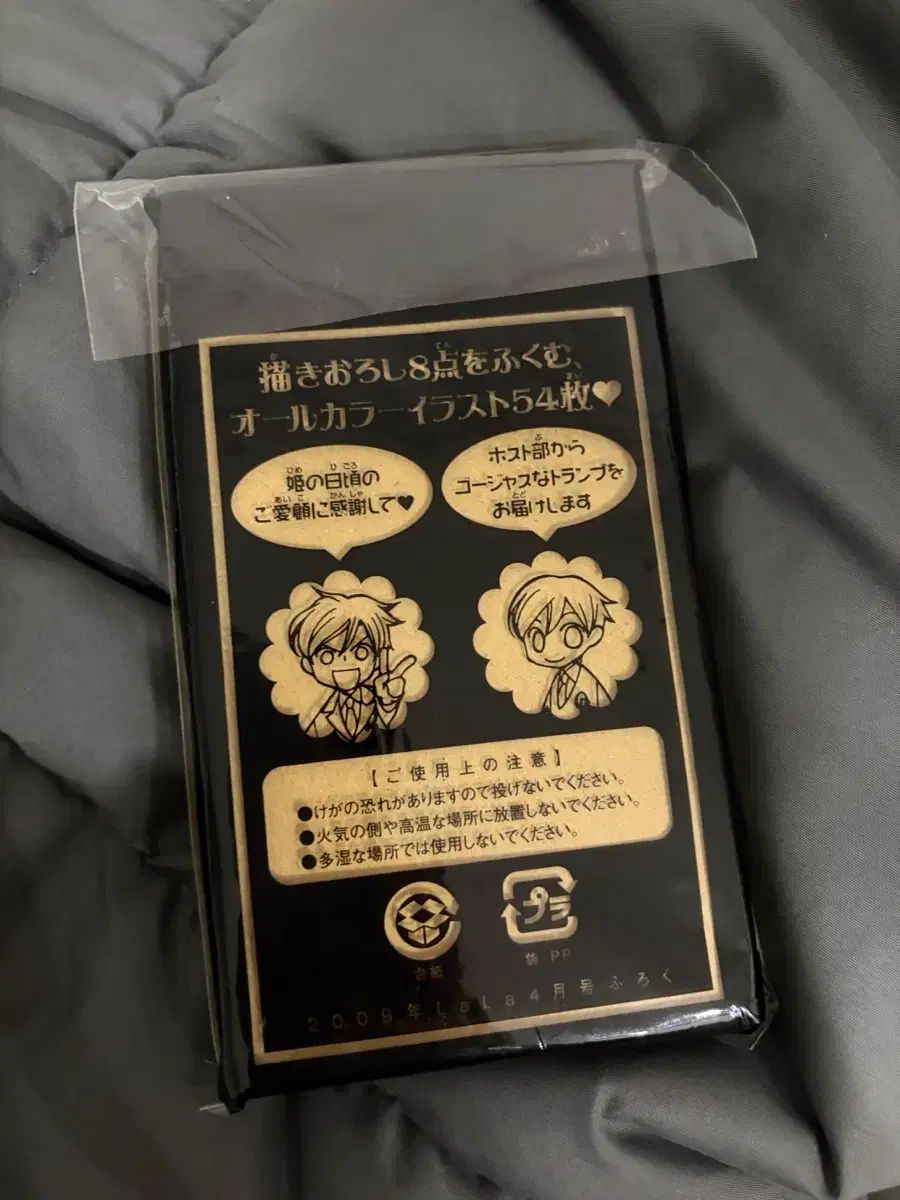 描きおろし8点をふくむ、
オールカラーイラスト54枚♥
姫の日頃の
ご愛顧に感謝して♥
ホスト部から
ゴージャスなトランプを
お届けします
【ご使用上の注意】
●けがの恐れがありますので投げないでください。
●火気の側や高温な場所に放置しないでください。
●多湿な場所では使用しないでください。
プラ
台紙
袋 PP
2009年LaLa4月号ふろく